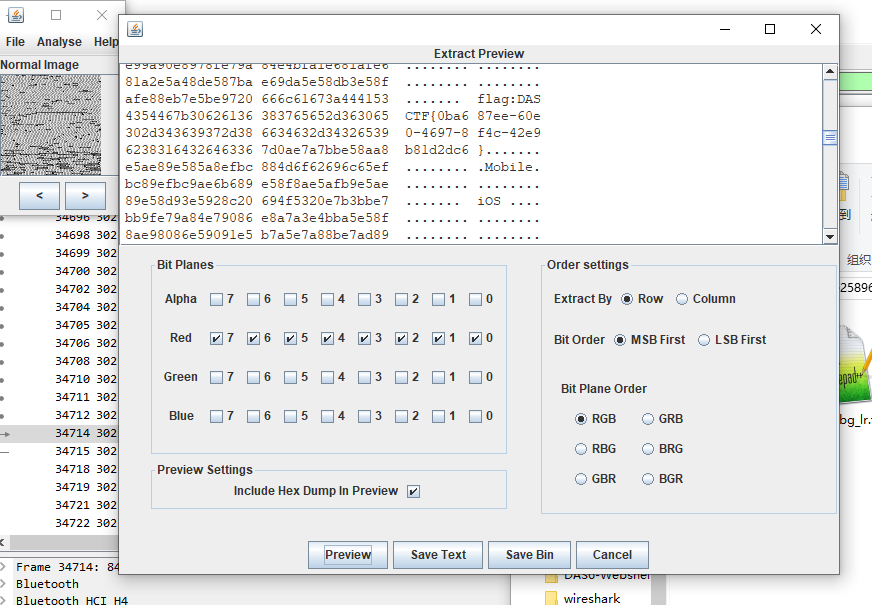 File Analyse Help
Normal Image
< >
34696 302
34698 302
34699 302
34700 302
34702 302
34704 302
34705 302
34706 302
34708 302
34710 302
34711 302
34712 302
34714 302
34715 302
34718 302
34719 302
34721 302
34722 302
Frame 34714: 84
Bluetooth
Bluetooth HCI H4
Extract Preview
e99a90e8978fe79a 84e4bfa1e681afe6 ........ ........
81a2e5a48de587ba e69da5e58db3e58f ........ ........
afe88eb7e5be9720 666c61673a444153 ....... flag:DAS
4354467b30626136 383765652d363065 CTF{0ba6 87ee-60e
302d343639372d38 6634632d34326539 0-4697-8 f4c-42e9
6238316432646336 7d0ae7a7bbe58aa8 b81d2dc6 }.......
e5ae89e585a8efbc 884d6f62696c65ef ........ .Mobile.
bc89efbc9ae6b689 e58f8ae5afb9e5ae ........ ........
89e58d93e5928c20 694f5320e7b3bbe7 ....... iOS ....
bb9fe79a84e79086 e8a7a3e4bba5e58f ........ ........
8ae98086e59091e5 b7a5e7a88be7ad89 ........ ........
Bit Planes
Alpha 7 6 5 4 3 2 1 0
Red 7 6 5 4 3 2 1 0
Green 7 6 5 4 3 2 1 0
Blue 7 6 5 4 3 2 1 0
Preview Settings
Include Hex Dump In Preview
Order settings
Extract By Row Column
Bit Order MSB First LSB First
Bit Plane Order
RGB GRB
RBG BRG
GBR BGR
Preview Save Text Save Bin Cancel
到
组织
25896
epad++
bg_lr.
DAS6-Webshell
wireshark